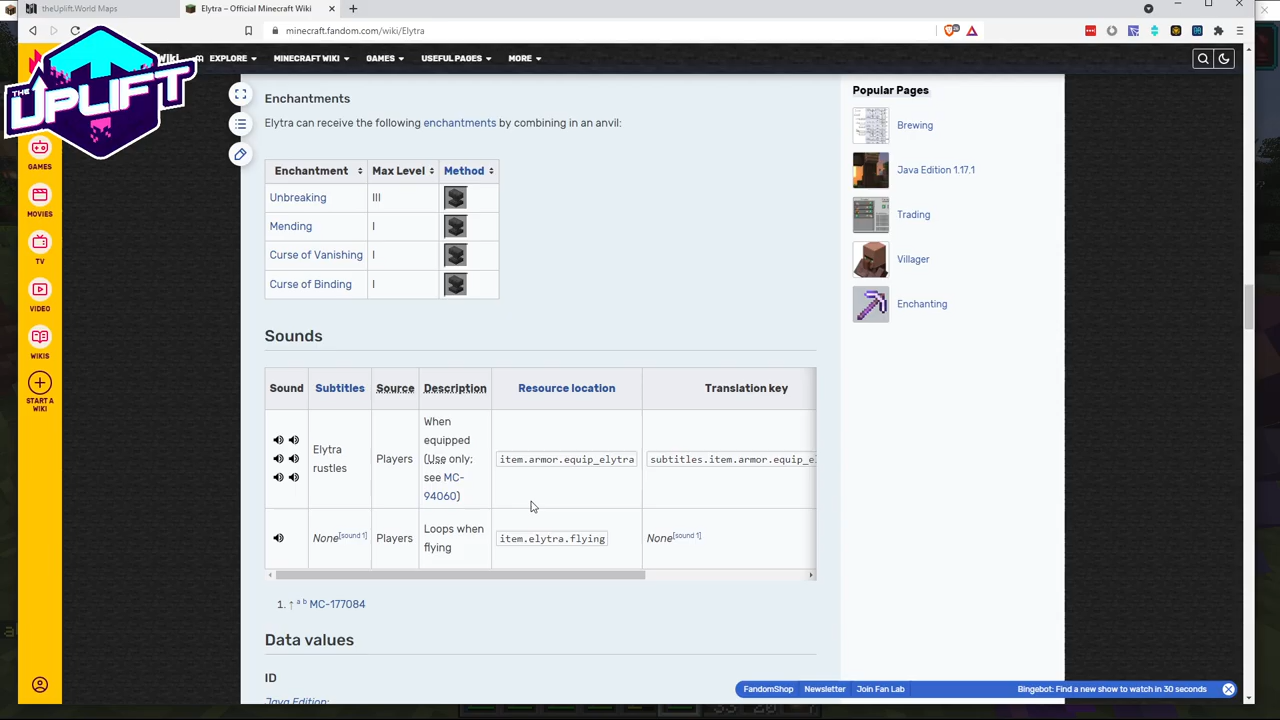 theUplift.World Maps
Elytra – Official Minecraft Wiki
minecraft.fandom.com/wiki/Elytra
THE UPLIFT
Wiki
EXPLORE
MINECRAFT WIKI
GAMES
USEFUL PAGES
MORE
GAMES
MOVIES
TV
VIDEO
WIKIS
START A
WIKI
Enchantments
Elytra can receive the following enchantments by combining in an anvil:
Enchantment Max Level Method
Unbreaking III
Mending I
Curse of Vanishing I
Curse of Binding I
Sounds
Sound Subtitles Source Description Resource location Translation key
Elytra rustles Players When equipped (Use only; see MC-94060) item.armor.equip_elytra subtitles.item.armor.equip_el
None[sound 1] Players Loops when flying item.elytra.flying None[sound 1]
1. ↑ a b MC-177084
Data values
ID
Java Edition:
Popular Pages
Brewing
Java Edition 1.17.1
Trading
Villager
Enchanting
FandomShop Newsletter Join Fan Lab Bingebot: Find a new show to watch in 30 seconds